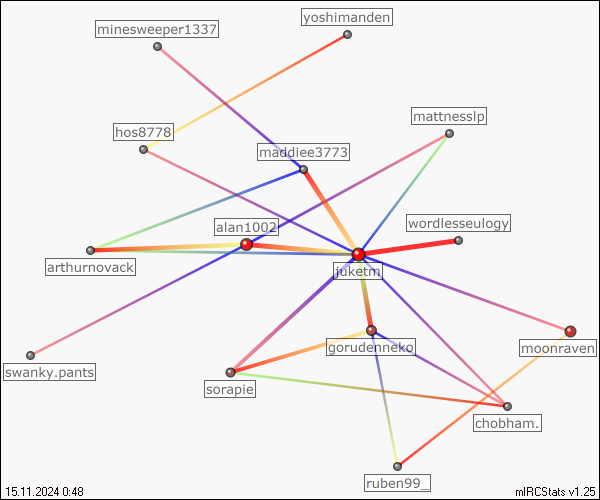 yoshimanden
minesweeper1337
mattnesslp
hos8778
maddiee3773
wordlesseulogy
alan1002
arthurnovack
juketm
gorudenneko
moonraven
swanky.pants
sorapie
chobham.
ruben99_
15.11.2024 0:48
mIRCStats v1.25